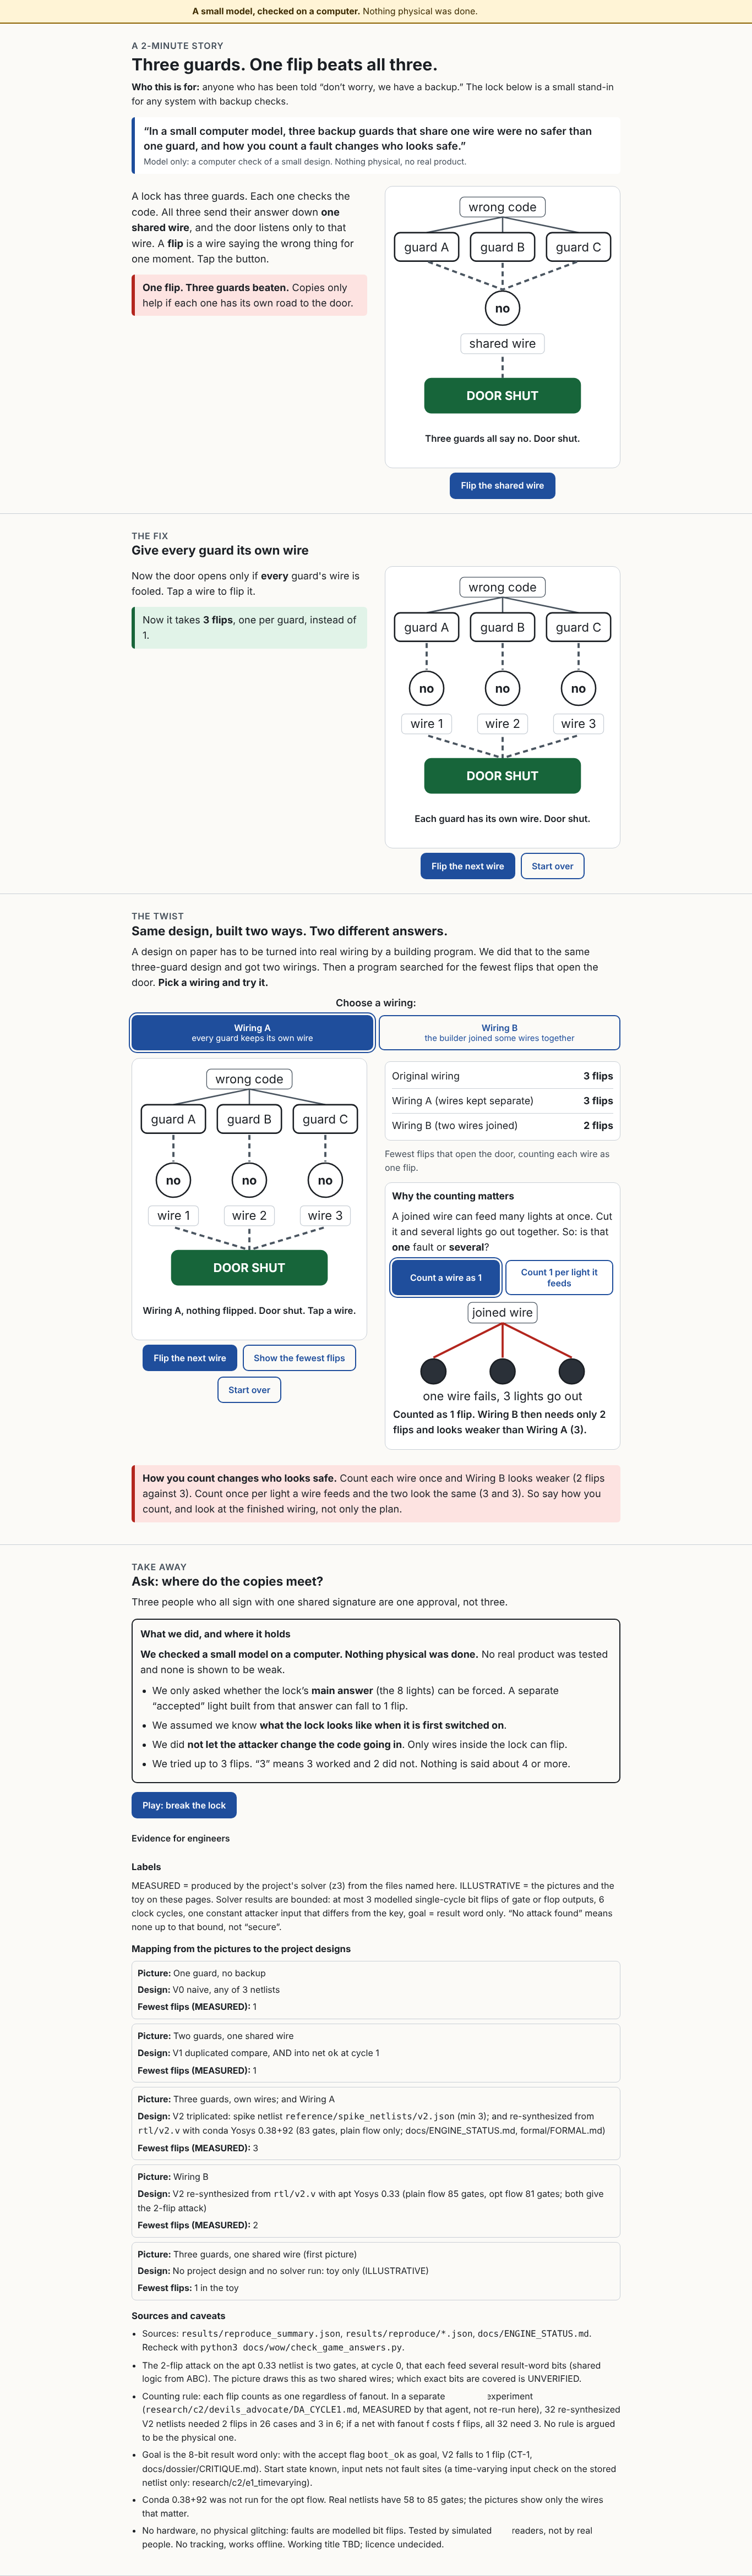 A small model, checked on a computer. Nothing physical was done.
A 2-MINUTE STORY
Three guards. One flip beats all three.
Who this is for: anyone who has been told “don’t worry, we have a backup.” The lock below is a small stand-in
for any system with backup checks.
“In a small computer model, three backup guards that share one wire were no safer than
one guard, and how you count a fault changes who looks safe.”
Model only: a computer check of a small design. Nothing physical, no real product.
A lock has three guards. Each one checks the
code. All three send their answer down one
shared wire, and the door listens only to that
wire. A flip is a wire saying the wrong thing for
one moment. Tap the button.
One flip. Three guards beaten. Copies only
help if each one has its own road to the door.
wrong code
guard A guard B guard C
no
shared wire
DOOR SHUT
Three guards all say no. Door shut.
Flip the shared wire
THE FIX
Give every guard its own wire
Now the door opens only if every guard's wire is
fooled. Tap a wire to flip it.
Now it takes 3 flips, one per guard, instead of
1.
wrong code
guard A guard B guard C
no no no
wire 1 wire 2 wire 3
DOOR SHUT
Each guard has its own wire. Door shut.
Flip the next wire Start over
THE TWIST
Same design, built two ways. Two different answers.
A design on paper has to be turned into real wiring by a building program. We did that to the same
three-guard design and got two wirings. Then a program searched for the fewest flips that open the
door. Pick a wiring and try it.
Choose a wiring:
Wiring A
every guard keeps its own wire
Wiring B
the builder joined some wires together
wrong code
guard A guard B guard C
no no no
wire 1 wire 2 wire 3
DOOR SHUT
Wiring A, nothing flipped. Door shut. Tap a wire.
Flip the next wire Show the fewest flips
Start over
Original wiring 3 flips
Wiring A (wires kept separate) 3 flips
Wiring B (two wires joined) 2 flips
Fewest flips that open the door, counting each wire as
one flip.
Why the counting matters
A joined wire can feed many lights at once. Cut
it and several lights go out together. So: is that
one fault or several?
Count a wire as 1
Count 1 per light it
feeds
joined wire
one wire fails, 3 lights go out
Counted as 1 flip. Wiring B then needs only 2
flips and looks weaker than Wiring A (3).
How you count changes who looks safe. Count each wire once and Wiring B looks weaker (2 flips
against 3). Count once per light a wire feeds and the two look the same (3 and 3). So say how you
count, and look at the finished wiring, not only the plan.
TAKE AWAY
Ask: where do the copies meet?
Three people who all sign with one shared signature are one approval, not three.
What we did, and where it holds
We checked a small model on a computer. Nothing physical was done. No real product was tested
and none is shown to be weak.
• We only asked whether the lock’s main answer (the 8 lights) can be forced. A separate
“accepted” light built from that answer can fall to 1 flip.
• We assumed we know what the lock looks like when it is first switched on.
• We did not let the attacker change the code going in. Only wires inside the lock can flip.
• We tried up to 3 flips. “3” means 3 worked and 2 did not. Nothing is said about 4 or more.
Play: break the lock
Evidence for engineers
Labels
MEASURED = produced by the project's solver (z3) from the files named here. ILLUSTRATIVE = the pictures and the
toy on these pages. Solver results are bounded: at most 3 modelled single-cycle bit flips of gate or flop outputs, 6
clock cycles, one constant attacker input that differs from the key, goal = result word only. “No attack found” means
none up to that bound, not “secure”.
Mapping from the pictures to the project designs
Picture: One guard, no backup
Design: V0 naive, any of 3 netlists
Fewest flips (MEASURED): 1
Picture: Two guards, one shared wire
Design: V1 duplicated compare, AND into net ok at cycle 1
Fewest flips (MEASURED): 1
Picture: Three guards, own wires; and Wiring A
Design: V2 triplicated: spike netlist reference/spike_netlists/v2.json (min 3); and re-synthesized from
rtl/v2.v with conda Yosys 0.38+92 (83 gates, plain flow only; docs/ENGINE_STATUS.md, formal/FORMAL.md)
Fewest flips (MEASURED): 3
Picture: Wiring B
Design: V2 re-synthesized from rtl/v2.v with apt Yosys 0.33 (plain flow 85 gates, opt flow 81 gates; both give
the 2-flip attack)
Fewest flips (MEASURED): 2
Picture: Three guards, one shared wire (first picture)
Design: No project design and no solver run: toy only (ILLUSTRATIVE)
Fewest flips: 1 in the toy
Sources and caveats
• Sources: results/reproduce_summary.json, results/reproduce/*.json, docs/ENGINE_STATUS.md.
Recheck with python3 docs/wow/check_game_answers.py.
• The 2-flip attack on the apt 0.33 netlist is two gates, at cycle 0, that each feed several result-word bits (shared
logic from ABC). The picture draws this as two shared wires; which exact bits are covered is UNVERIFIED.
• Counting rule: each flip counts as one regardless of fanout. In a separate experiment
(research/c2/devils_advocate/DA_CYCLE1.md, MEASURED by that agent, not re-run here), 32 re-synthesized
V2 netlists needed 2 flips in 26 cases and 3 in 6; if a net with fanout f costs f flips, all 32 need 3. No rule is argued
to be the physical one.
• Goal is the 8-bit result word only: with the accept flag boot_ok as goal, V2 falls to 1 flip (CT-1,
docs/dossier/CRITIQUE.md). Start state known, input nets not fault sites (a time-varying input check on the stored
netlist only: research/c2/e1_timevarying).
• Conda 0.38+92 was not run for the opt flow. Real netlists have 58 to 85 gates; the pictures show only the wires
that matter.
• No hardware, no physical glitching: faults are modelled bit flips. Tested by simulated readers, not by real
people. No tracking, works offline. Working title TBD; licence undecided.